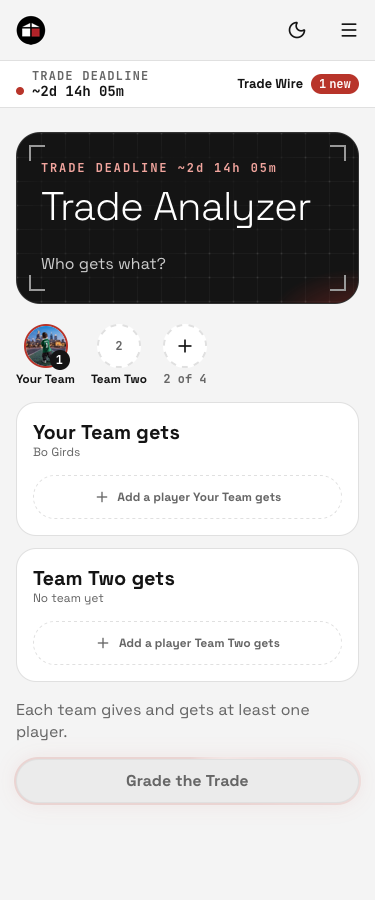 TRADE DEADLINE
~2d 14h 05m
Trade Wire
1 new
TRADE DEADLINE ~2d 14h 05m
Trade Analyzer
Who gets what?
1
2
Your Team
Team Two
2 of 4
Your Team gets
Bo Girds
Add a player Your Team gets
Team Two gets
No team yet
Add a player Team Two gets
Each team gives and gets at least one
player.
Grade the Trade